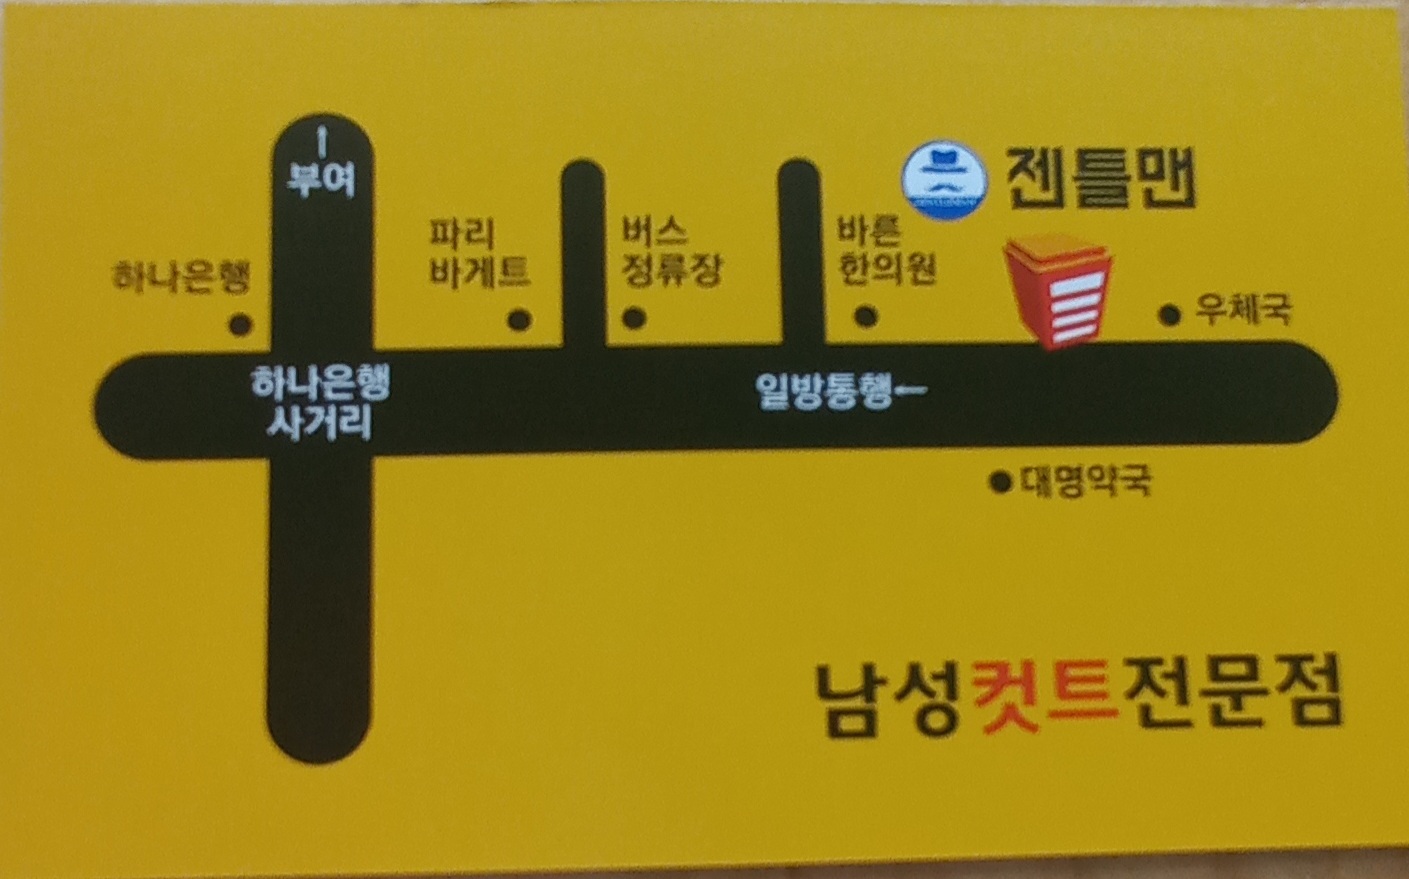 ↑
부여
젠틀맨
파리
바게트
버스
정류장
바른
한의원
하나은행
우체국
하나은행
사거리
일방통행←
대명약국
남성컷트전문점